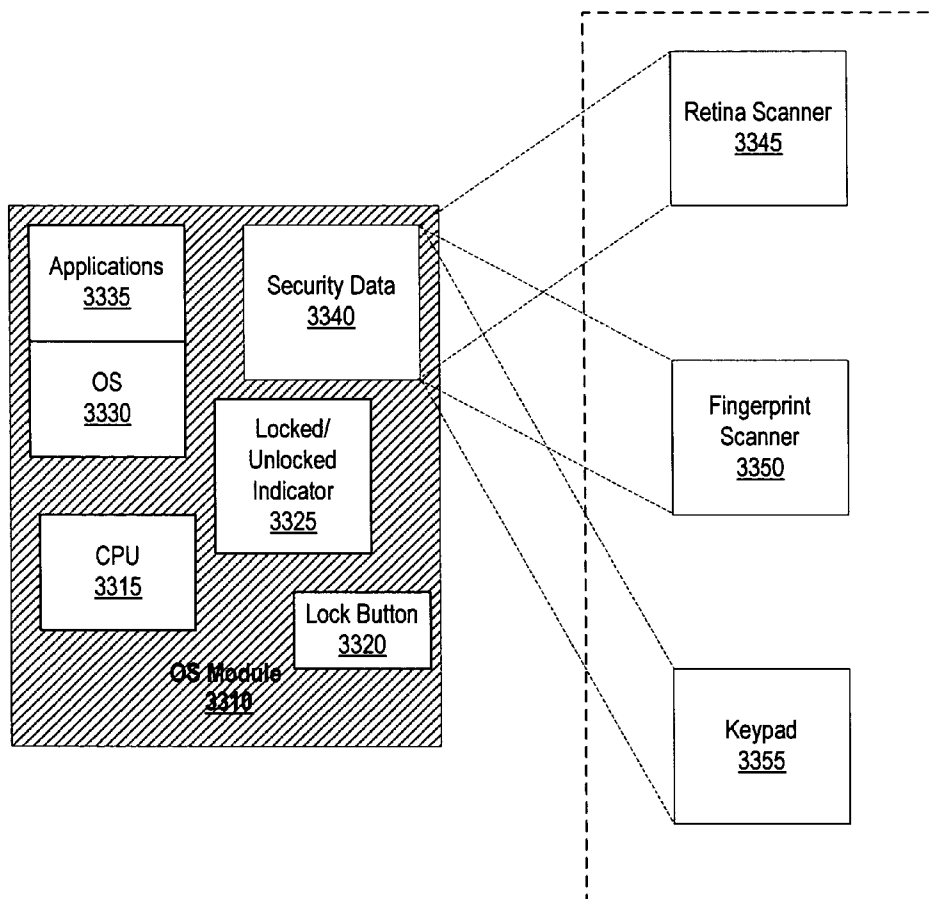 Retina Scanner
3345
Applications
3335
Security Data
3340
OS
3330
Locked/
Unlocked
Indicator
3325
Fingerprint
Scanner
3350
CPU
3315
Lock Button
3320
OS Module
3310
Keypad
3355